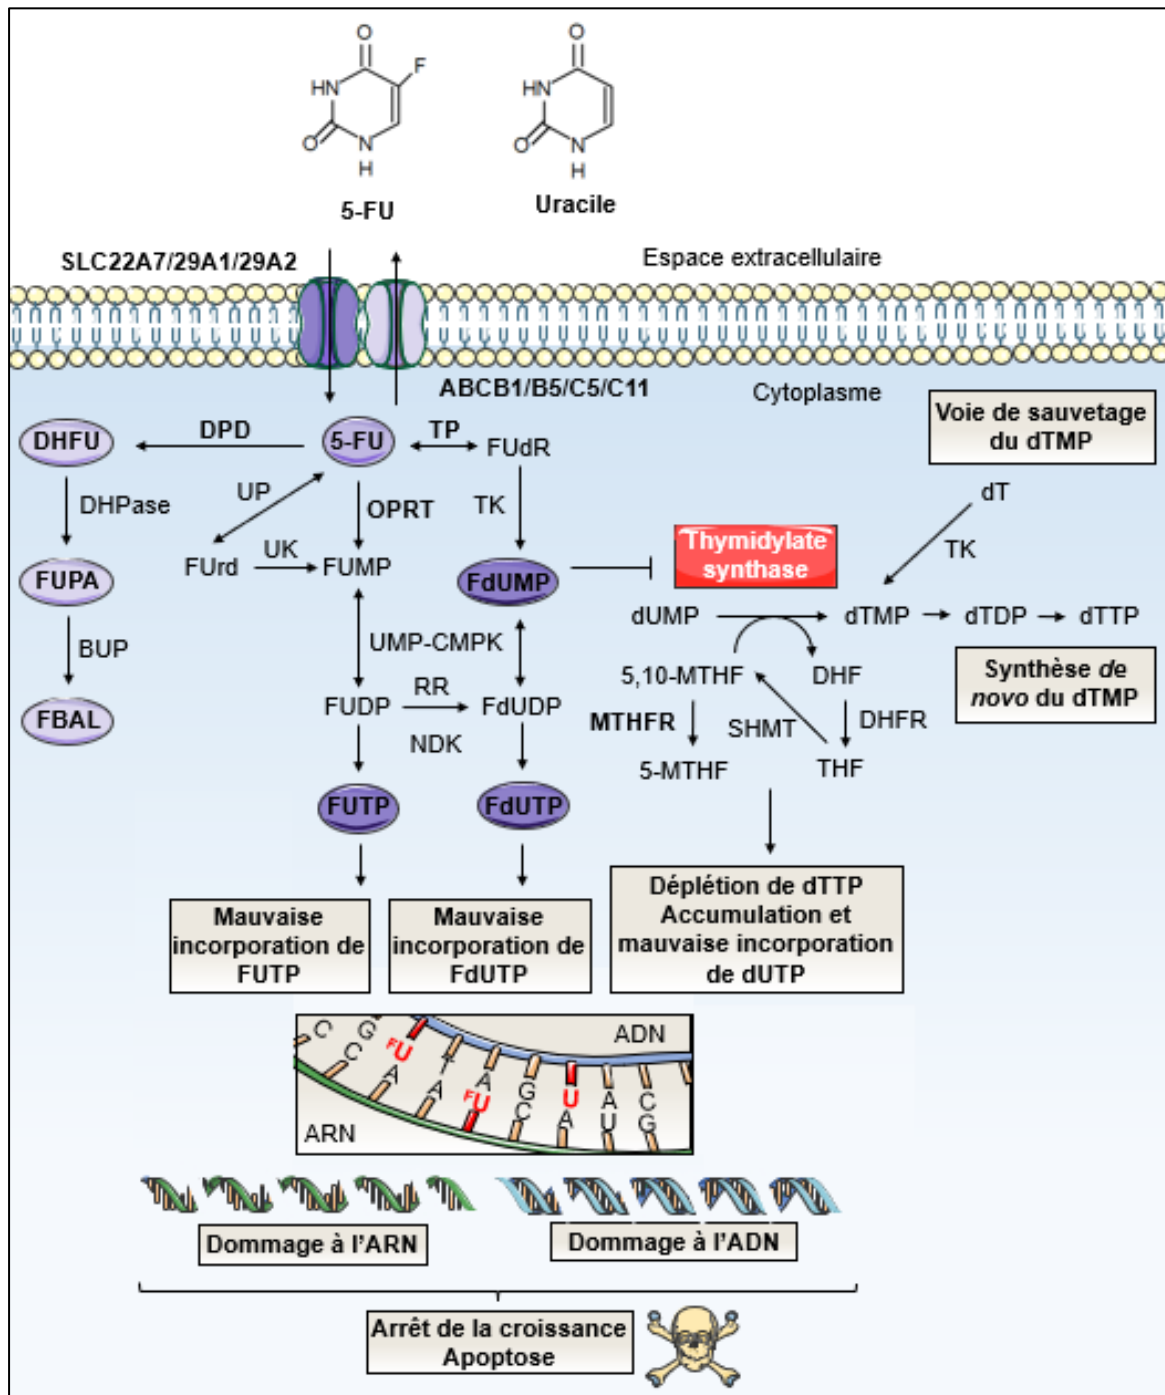 O
F
HN
O
N
H
5-FU
O
HN
O
N
H
Uracile
SLC22A7/29A1/29A2
Espace extracellulaire
ABCB1/B5/C5/C11
Cytoplasme
Voie de sauvetage
du dTMP
DHFU
DPD
5-FU
TP
FUdR
dT
DHPase
UP
OPRT
TK
TK
Thymidylate
synthase
FUPA
FUrd
UK
FUMP
FdUMP
dUMP
dTMP
dTDP
dTTP
BUP
UMP-CMPK
5,10-MTHF
DHF
Synthèse de
novo du dTMP
FBAL
FUDP
RR
FdUDP
MTHFR
SHMT
DHFR
NDK
5-MTHF
THF
FUTP
FdUTP
Mauvaise
incorporation de
FUTP
Mauvaise
incorporation de
FdUTP
Déplétion de dTTP
Accumulation et
mauvaise incorporation
de dUTP
ADN
C G FU T A G U A C
C C A A FU C A U G
ARN
Dommage à l'ARN
Dommage à l'ADN
Arrêt de la croissance
Apoptose